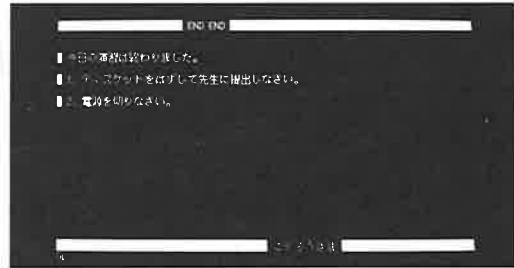 END END
今日の演習は終わりました。
1. ディスケットをはずして先生に提出しなさい。
2. 電源を切りなさい。